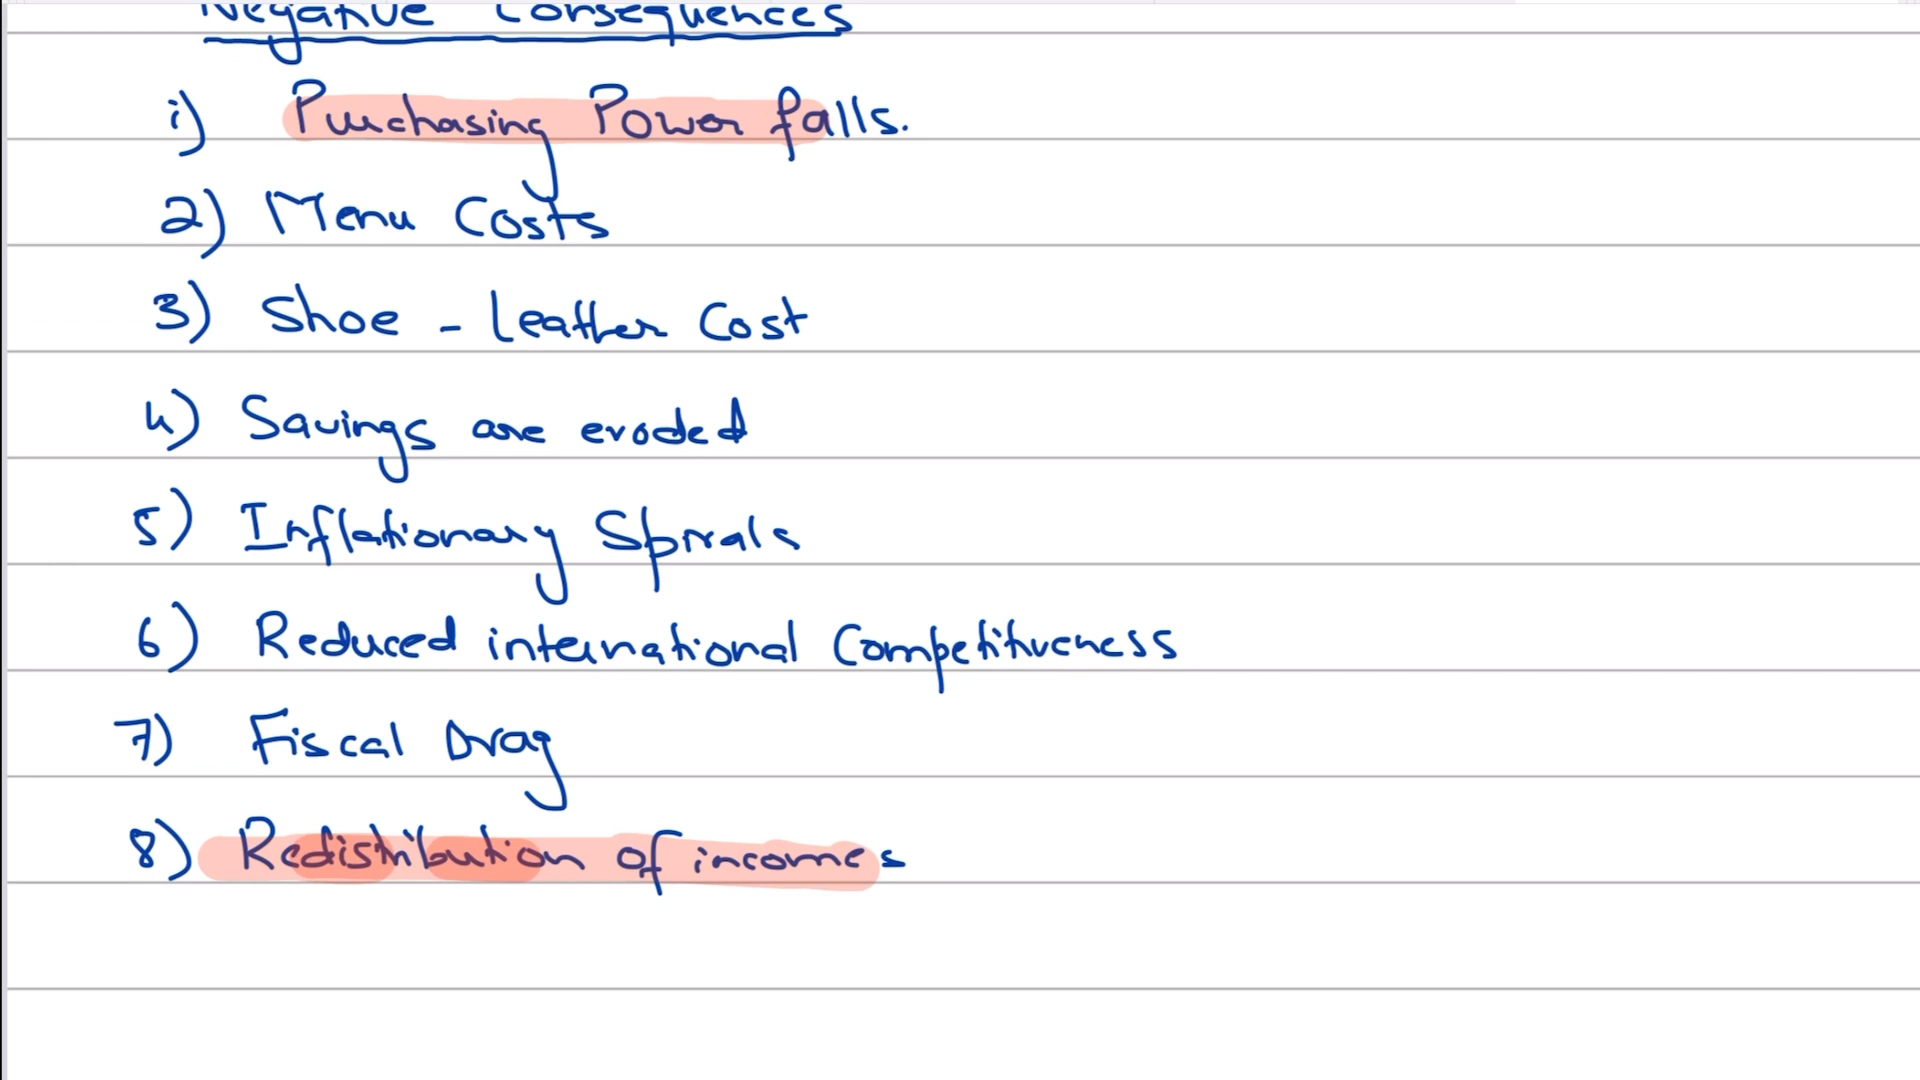 Negative Consequences
i) Purchasing Power falls.
2) Menu Costs
3) Shoe - Leather Cost
4) Savings are eroded
5) Inflationary Spirals
6) Reduced international Competitiveness
7) Fiscal Drag
8) Redistribution of incomes